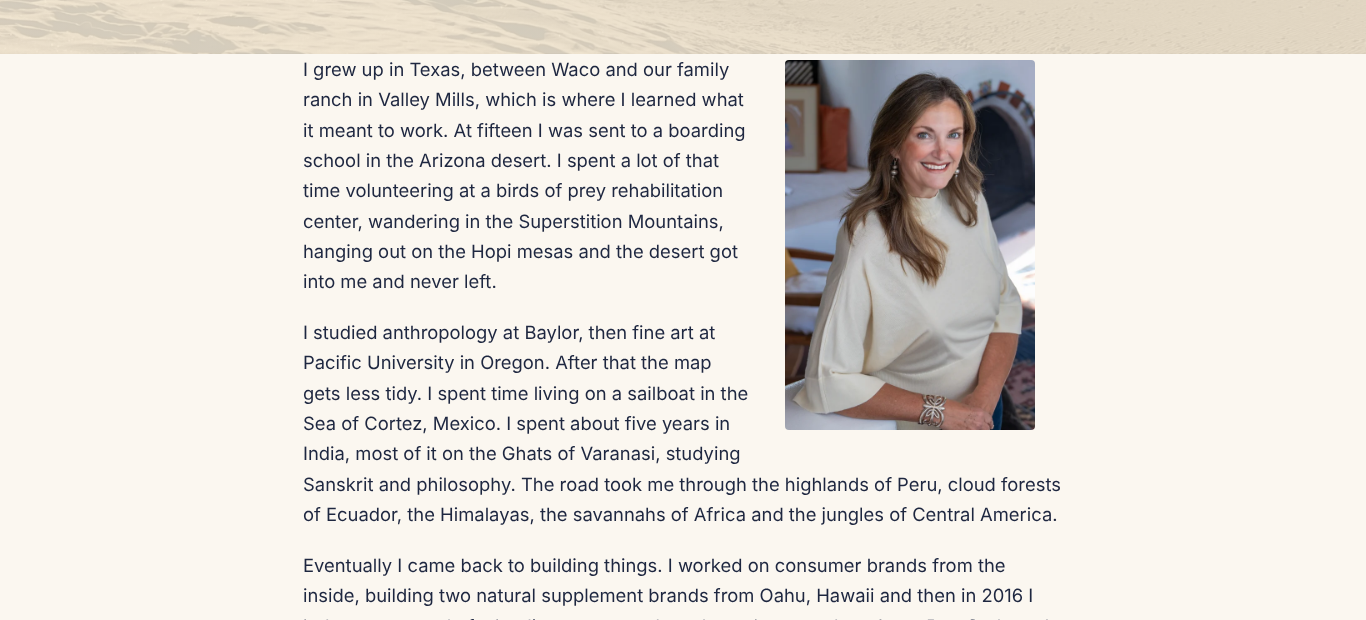 I grew up in Texas, between Waco and our family
ranch in Valley Mills, which is where I learned what
it meant to work. At fifteen I was sent to a boarding
school in the Arizona desert. I spent a lot of that
time volunteering at a birds of prey rehabilitation
center, wandering in the Superstition Mountains,
hanging out on the Hopi mesas and the desert got
into me and never left.
I studied anthropology at Baylor, then fine art at
Pacific University in Oregon. After that the map
gets less tidy. I spent time living on a sailboat in the
Sea of Cortez, Mexico. I spent about five years in
India, most of it on the Ghats of Varanasi, studying
Sanskrit and philosophy. The road took me through the highlands of Peru, cloud forests
of Ecuador, the Himalayas, the savannahs of Africa and the jungles of Central America.
Eventually I came back to building things. I worked on consumer brands from the
inside, building two natural supplement brands from Oahu, Hawaii and then in 2016 I